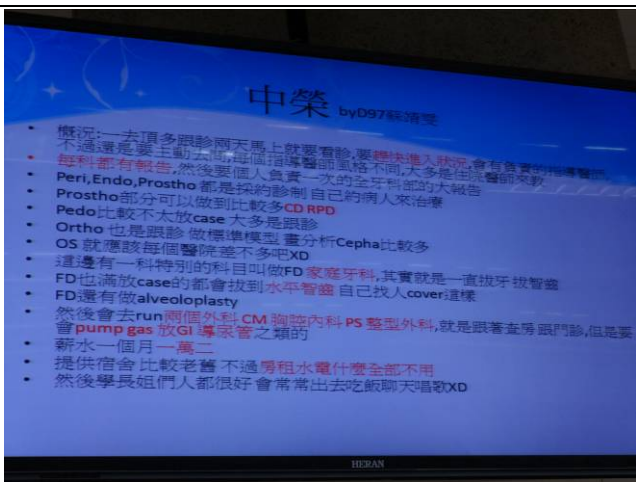 中榮 byD97蘇靖雯
• 概況:一去頂多跟診兩天馬上就要看診,要趕快進入狀況,會有負責的指導醫師,
不過還是要主動去問,每個指導醫師風格不同,大多是住院醫師來教
• 每科都有報告,然後要個人負責一次的全牙科部的大報告
• Peri,Endo,Prostho 都是採約診制 自己約病人來治療
• Prostho部分可以做到比較多CD RPD
• Pedo比較不太放case 大多是跟診
• Ortho 也是跟診 做標準模型 畫分析Cepha比較多
• OS 就應該每個醫院差不多吧XD
• 這邊有一科特別的科目叫做FD 家庭牙科,其實就是一直拔牙 拔智齒
• FD也滿放case的都會拔到水平智齒 自己找人cover這樣
• FD還有做alveoloplasty
• 然後會去run兩個外科 CM 胸腔內科 PS 整型外科,就是跟著查房 跟門診,但是要
會pump gas 放GI 導尿管之類的
• 薪水一個月一萬二
• 提供宿舍 比較老舊 不過房租水電什麼全部不用
• 然後學長姐們人都很好 會常常出去吃飯聊天唱歌XD
HERAN